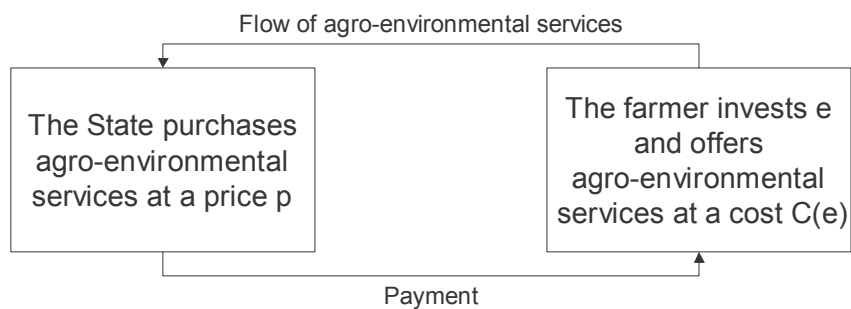 Flow of agro-environmental services
The State purchases
agro-environmental
services at a price p
The farmer invests e
and offers
agro-environmental
services at a cost C(e)
Payment